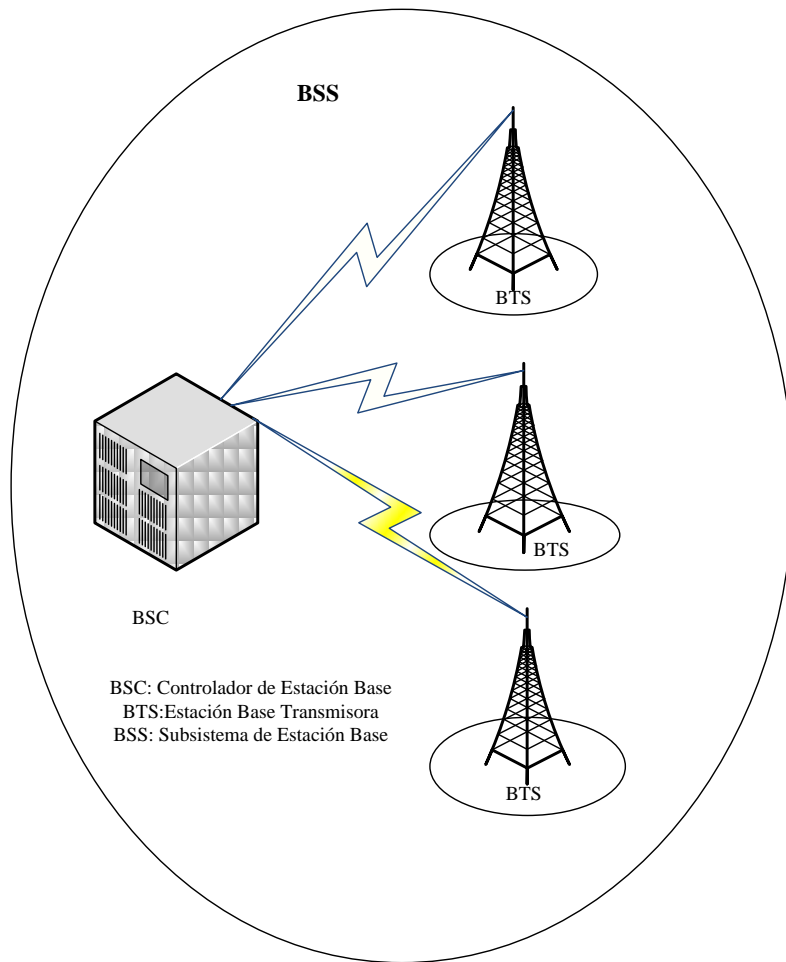 BSS
BTS
BTS
BSC
BSC: Controlador de Estación Base
BTS:Estación Base Transmisora
BSS: Subsistema de Estación Base
BTS